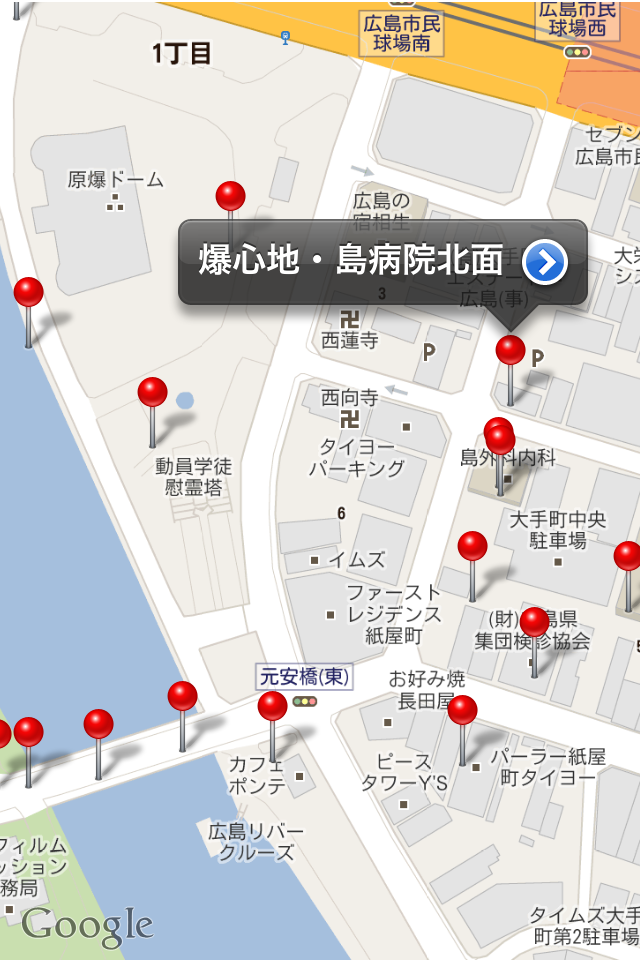 広島市民
球場南
広島市民
球場西
1丁目
セブン
広島市民
原爆ドーム
広島の
宿相生
爆心地・島病院北面
広島(事)
3
西蓮寺
P
P
西向寺
タイヨー
パーキング
島外科内科
動員学徒
慰霊塔
6
大手町中央
駐車場
イムズ
ファースト
レジデンス
紙屋町
集団検診協会
元安橋(東)
お好み焼
長田屋
カフェ
ポンテ
ピース
タワーY'S
パーラー紙屋
町タイヨー
広島リバー
クルーズ
フィルム
ッション
務局
Google
タイムズ大手
町第2駐車場